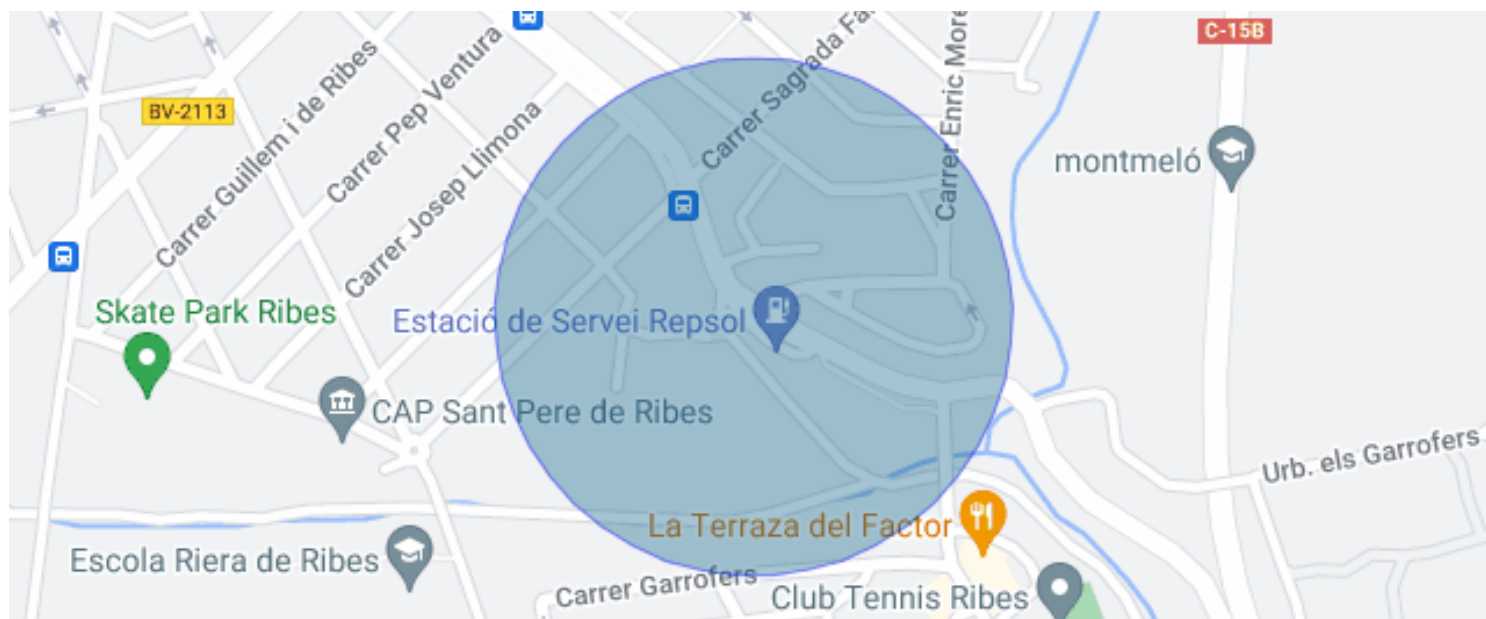 C-15B
BV-2113
Carrer Guillem i de Ribes
Carrer Pep Ventura
Carrer Josep Llimona
Carrer Sagrada Fa
Carrer Enric More
montmeló
Skate Park Ribes
Estació de Servei Repsol
CAP Sant Pere de Ribes
Urb. els Garrofers
La Terraza del Factor
Escola Riera de Ribes
Carrer Garrofers
Club Tennis Ribes